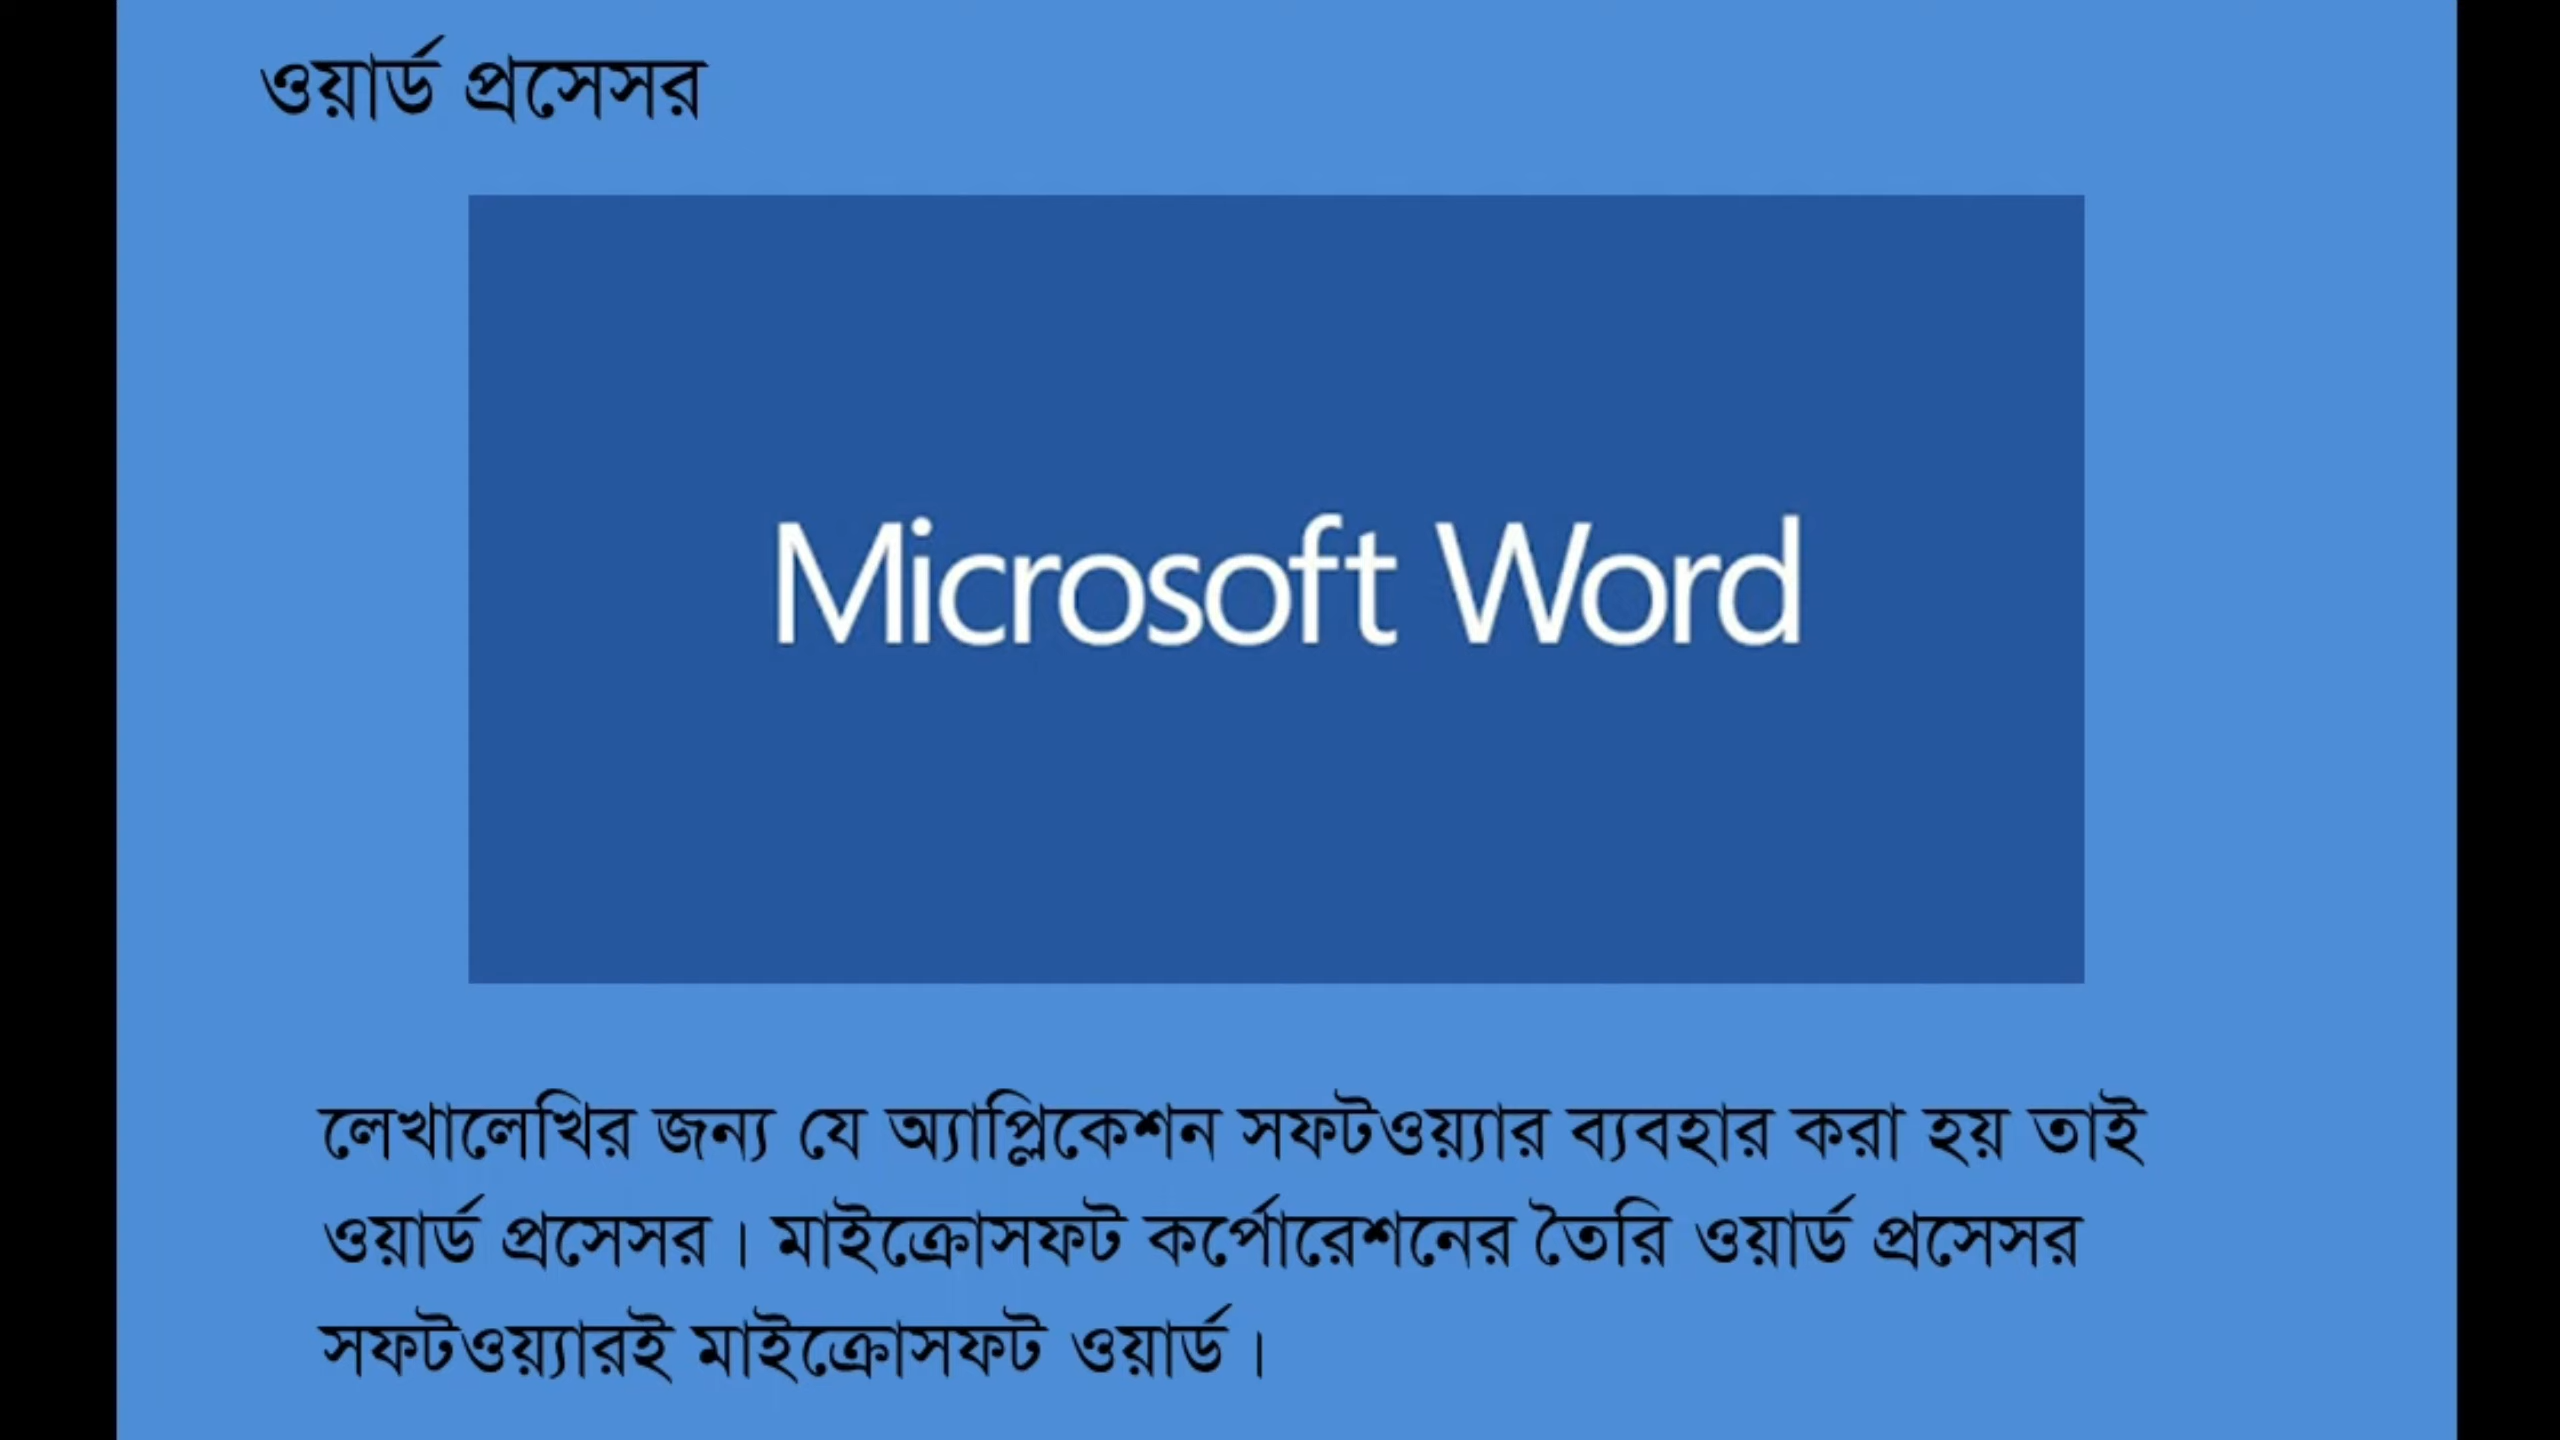 ওয়ার্ড প্রসেসর
Microsoft Word
লেখালেখির জন্য যে অ্যাপ্লিকেশন সফটওয়্যার ব্যবহার করা হয় তাই
ওয়ার্ড প্রসেসর। মাইক্রোসফট কর্পোরেশনের তৈরি ওয়ার্ড প্রসেসর
সফটওয়্যারই মাইক্রোসফট ওয়ার্ড।